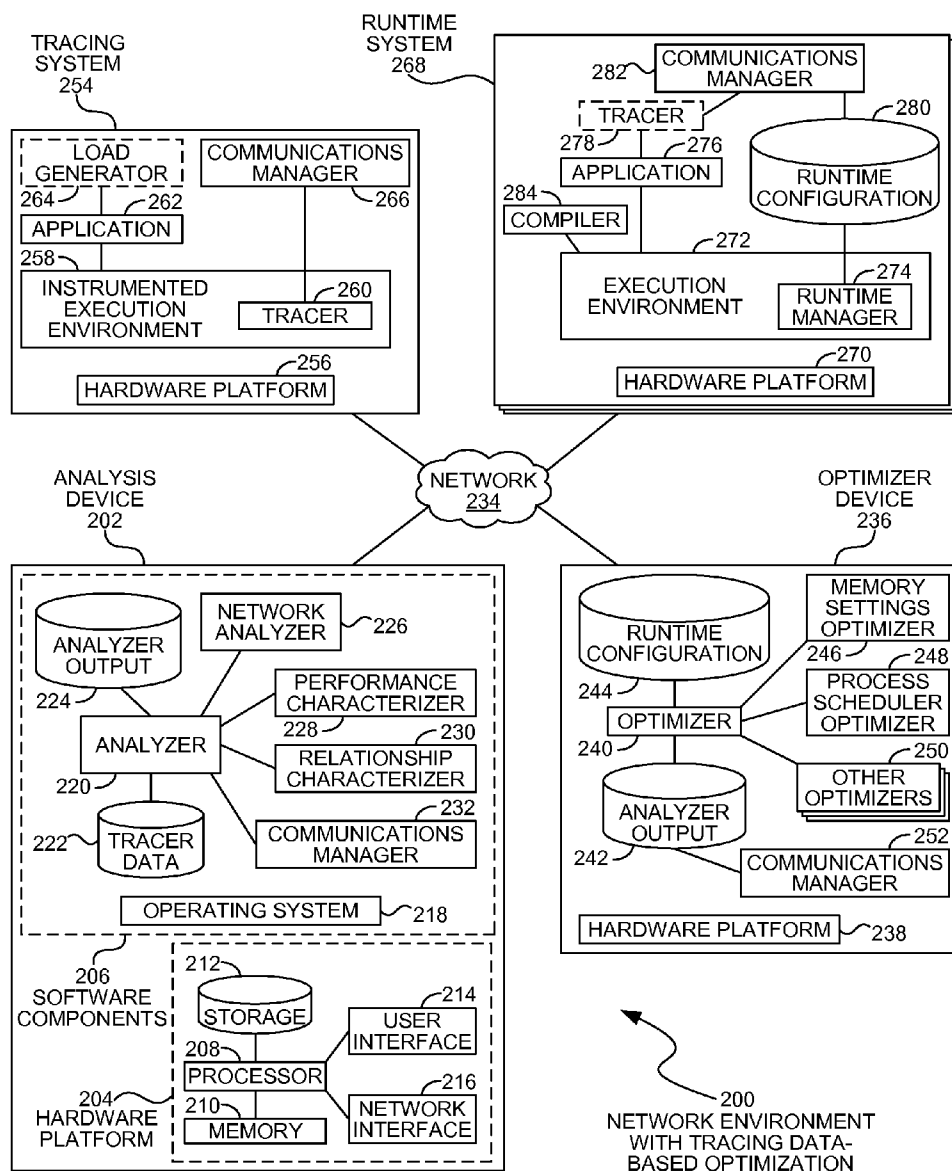 TRACING
SYSTEM
254
LOAD
GENERATOR
264
COMMUNICATIONS
MANAGER
266
APPLICATION
262
258
INSTRUMENTED
EXECUTION
ENVIRONMENT
260
TRACER
256
HARDWARE PLATFORM
RUNTIME
SYSTEM
268
282
COMMUNICATIONS
MANAGER
TRACER
278
276
APPLICATION
280
RUNTIME
CONFIGURATION
284
COMPILER
272
EXECUTION
ENVIRONMENT
274
RUNTIME
MANAGER
270
HARDWARE PLATFORM
NETWORK
234
ANALYSIS
DEVICE
202
ANALYZER
OUTPUT
224
NETWORK
ANALYZER
226
PERFORMANCE
CHARACTERIZER
228
230
RELATIONSHIP
CHARACTERIZER
ANALYZER
220
222
TRACER
DATA
232
COMMUNICATIONS
MANAGER
OPERATING SYSTEM
218
206
SOFTWARE
COMPONENTS
212
STORAGE
214
USER
INTERFACE
208
PROCESSOR
216
NETWORK
INTERFACE
210
MEMORY
204
HARDWARE
PLATFORM
OPTIMIZER
DEVICE
236
RUNTIME
CONFIGURATION
244
MEMORY
SETTINGS
OPTIMIZER
246
248
PROCESS
SCHEDULER
OPTIMIZER
OPTIMIZER
240
250
OTHER
OPTIMIZERS
ANALYZER
OUTPUT
242
252
COMMUNICATIONS
MANAGER
HARDWARE PLATFORM
238
200
NETWORK ENVIRONMENT
WITH TRACING DATA-
BASED OPTIMIZATION